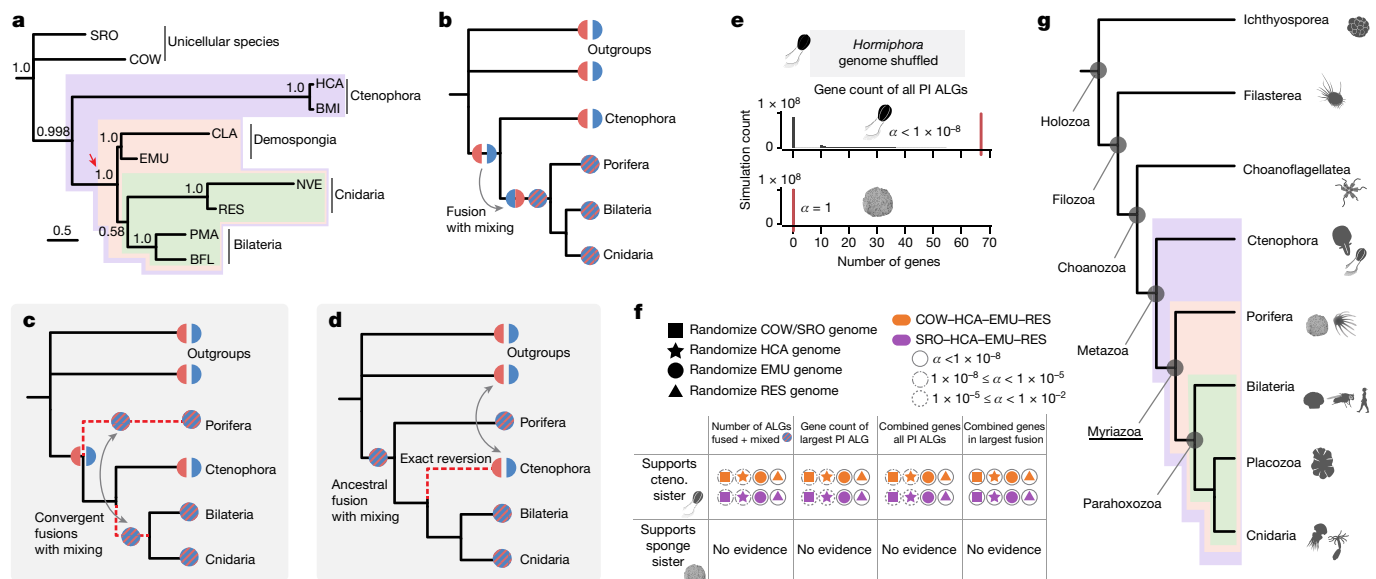 a
SRO
COW
Unicellular species
1.0
1.0
HCA
BMI
Ctenophora
0.998
1.0
CLA
EMU
Demospongia
1.0
1.0
NVE
RES
Cnidaria
0.58
1.0
PMA
BFL
Bilateria
0.5
b
Outgroups
Ctenophora
Porifera
Bilateria
Cnidaria
Fusion
with mixing
c
Outgroups
Porifera
Ctenophora
Bilateria
Cnidaria
Convergent
fusions
with mixing
d
Outgroups
Porifera
Exact reversion
Ctenophora
Ancestral
fusion
with mixing
Bilateria
Cnidaria
e
Hormiphora
genome shuffled
Gene count of all PI ALGs
Simulation count
1 × 10⁸
0
α < 1 × 10⁻⁸
1 × 10⁸
0
α = 1
0 10 20 30 40 50 60 70
Number of genes
f
Randomize COW/SRO genome
Randomize HCA genome
Randomize EMU genome
Randomize RES genome
COW–HCA–EMU–RES
SRO–HCA–EMU–RES
α <1 × 10⁻⁸
1 × 10⁻⁸ ≤ α < 1 × 10⁻⁵
1 × 10⁻⁵ ≤ α < 1 × 10⁻²
Number of ALGs
fused + mixed
Gene count of
largest PI ALG
Combined genes
all PI ALGs
Combined genes
in largest fusion
Supports
cteno.
sister
Supports
sponge
sister
No evidence No evidence No evidence No evidence
g
Ichthyosporea
Holozoa
Filasterea
Filozoa
Choanoflagellatea
Choanozoa
Ctenophora
Metazoa
Porifera
Myriazoa
Bilateria
Parahoxozoa
Placozoa
Cnidaria